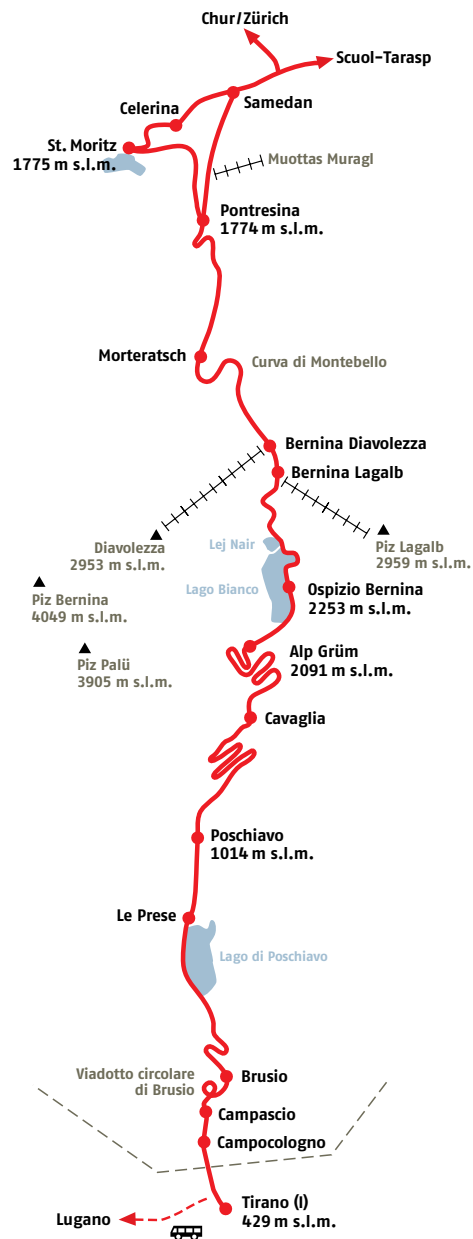 Chur/Zürich
Scuol-Tarasp
Samedan
Celerina
St. Moritz
1775 m s.l.m.
Muottas Muragl
Pontresina
1774 m s.l.m.
Morteratsch
Curva di Montebello
Bernina Diavolezza
Bernina Lagalb
Diavolezza
2953 m s.l.m.
Lej Nair
Piz Lagalb
2959 m s.l.m.
Piz Bernina
4049 m s.l.m.
Lago Bianco
Ospizio Bernina
2253 m s.l.m.
Piz Palü
3905 m s.l.m.
Alp Grüm
2091 m s.l.m.
Cavaglia
Poschiavo
1014 m s.l.m.
Le Prese
Lago di Poschiavo
Viadotto circolare
di Brusio
Brusio
Campascio
Campocologno
Tirano (I)
429 m s.l.m.
Lugano